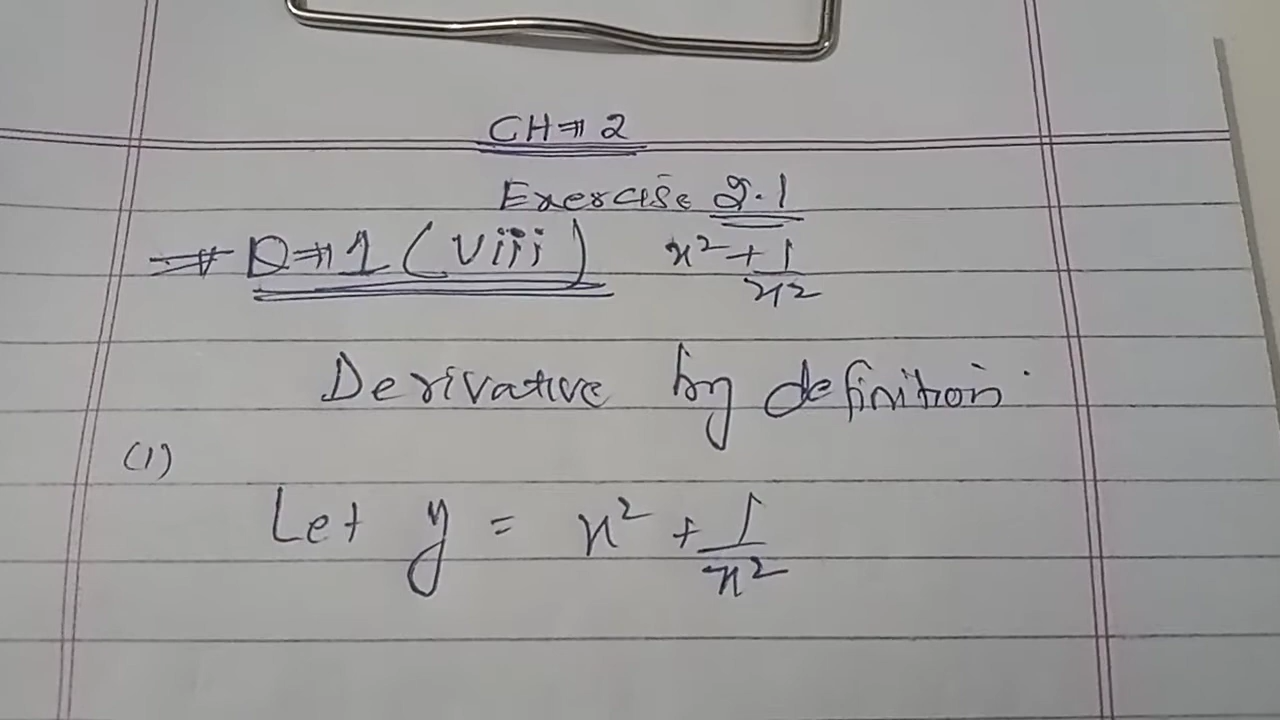 CH # 2
Exercise 2.1
⇒ Q # 1 (viii) x² + 1/x²
Derivative by definition.
(1)
Let y = x² + 1/x²